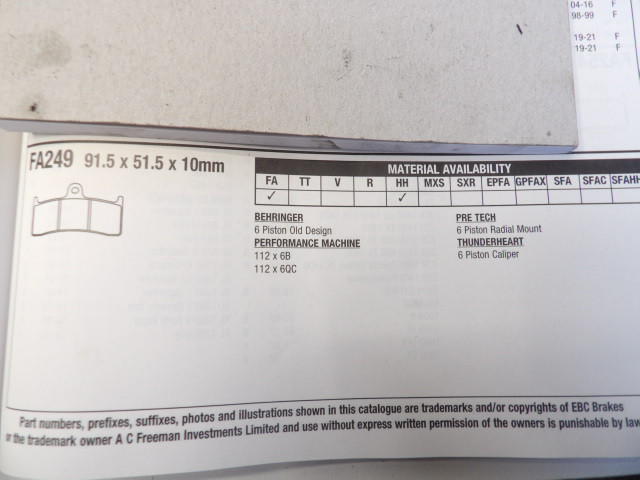 04-16 F
98-99 F
19-21 F
19-21 F
FA249 91.5 x 51.5 x 10mm
MATERIAL AVAILABILITY
FA TT V R HH MXS SXR EPFA GPFAX SFA SFAC SFAHH
✓ ✓
BEHRINGER
6 Piston Old Design
PERFORMANCE MACHINE
112 x 6B
112 x 6QC
PRE TECH
6 Piston Radial Mount
THUNDERHEART
6 Piston Caliper
Part numbers, prefixes, suffixes, photos and illustrations shown in this catalogue are trademarks and/or copyrights of EBC Brakes
or the trademark owner A C Freeman Investments Limited and use without express written permission of the owners is punishable by law